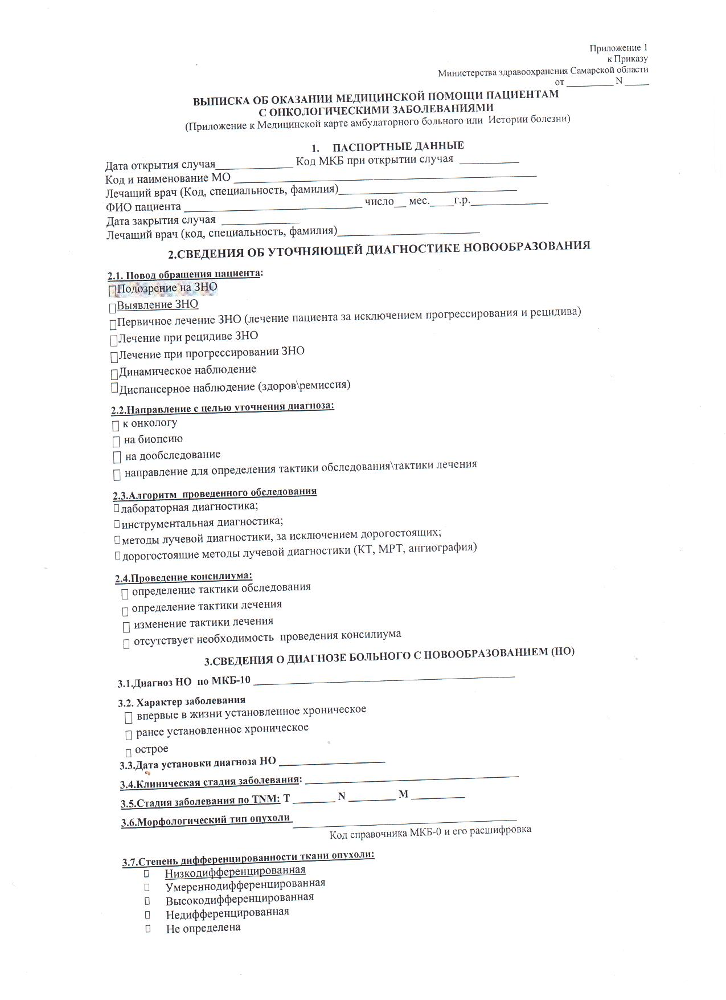 Приложение 1
к Приказу
Министерства здравоохранения Самарской области
от __________ N _____
ВЫПИСКА ОБ ОКАЗАНИИ МЕДИЦИНСКОЙ ПОМОЩИ ПАЦИЕНТАМ
С ОНКОЛОГИЧЕСКИМИ ЗАБОЛЕВАНИЯМИ
(Приложение к Медицинской карте амбулаторного больного или Истории болезни)
1. ПАСПОРТНЫЕ ДАННЫЕ
Дата открытия случая_____________ Код МКБ при открытии случая __________
Код и наименование МО ___________________________________________________
Лечащий врач (Код, специальность, фамилия)______________________________
ФИО пациента ______________________________ число__ мес.____г.р._____________
Дата закрытия случая _____________
Лечащий врач (код, специальность, фамилия)________________________
2.СВЕДЕНИЯ ОБ УТОЧНЯЮЩЕЙ ДИАГНОСТИКЕ НОВООБРАЗОВАНИЯ
2.1. Повод обращения пациента:
▯Подозрение на ЗНО
▯Выявление ЗНО
▯Первичное лечение ЗНО (лечение пациента за исключением прогрессирования и рецидива)
▯Лечение при рецидиве ЗНО
▯Лечение при прогрессировании ЗНО
▯Динамическое наблюдение
▯Диспансерное наблюдение (здоров\ремиссия)
2.2.Направление с целью уточнения диагноза:
▯ к онкологу
▯ на биопсию
▯ на дообследование
▯ направление для определения тактики обследования\тактики лечения
2.3.Алгоритм проведенного обследования
▯лабораторная диагностика;
▯инструментальная диагностика;
▯методы лучевой диагностики, за исключением дорогостоящих;
▯дорогостоящие методы лучевой диагностики (КТ, МРТ, ангиография)
2.4.Проведение консилиума:
▯ определение тактики обследования
▯ определение тактики лечения
▯ изменение тактики лечения
▯ отсутствует необходимость проведения консилиума
3.СВЕДЕНИЯ О ДИАГНОЗЕ БОЛЬНОГО С НОВООБРАЗОВАНИЕМ (НО)
3.1.Диагноз НО по МКБ-10 ____________________________________________
3.2. Характер заболевания
▯ впервые в жизни установленное хроническое
▯ ранее установленное хроническое
▯ острое
3.3.Дата установки диагноза НО __________________
3.4.Клиническая стадия заболевания: ____________________________________
3.5.Стадия заболевания по TNM: T ________ N ________ M _________
3.6.Морфологический тип опухоли ______________________________________
Код справочника МКБ-0 и его расшифровка
3.7.Степень дифференцированности ткани опухоли:
▯ Низкодифференцированная
▯ Умереннодифференцированная
▯ Высокодифференцированная
▯ Недифференцированная
▯ Не определена